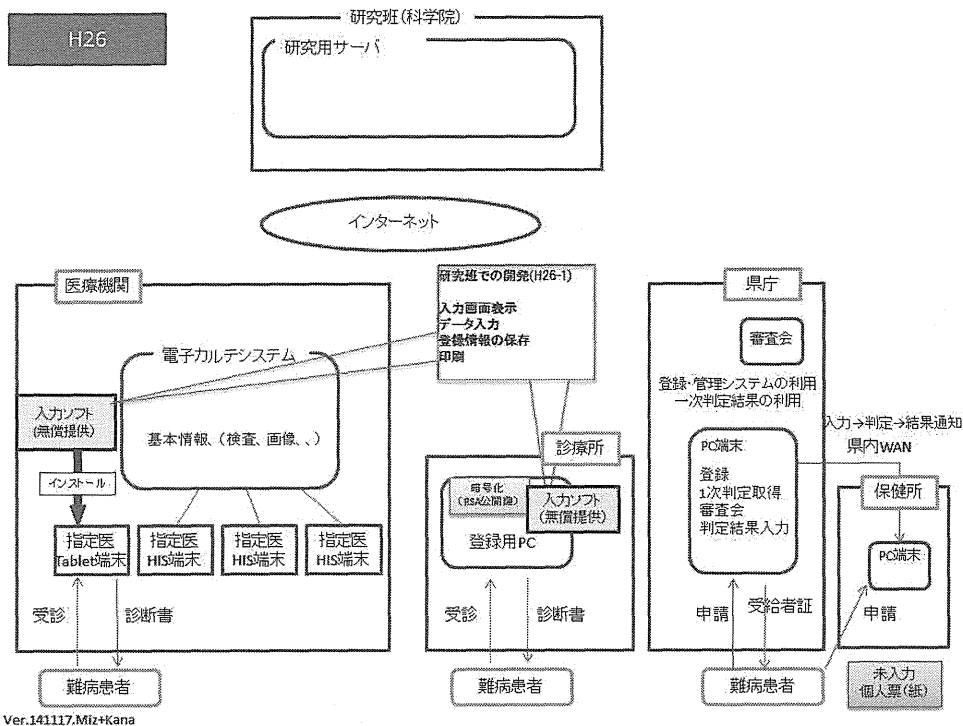 H26
研究班(科学院)
研究用サーバ
インターネット
医療機関
電子カルテシステム
基本情報、(検査、画像、、)
入力ソフト
(無償提供)
インストール
指定医
Tablet端末
指定医
HIS端末
指定医
HIS端末
指定医
HIS端末
受診
診断書
難病患者
研究班での開発(H26-1)
入力画面表示
データ入力
登録情報の保存
印刷
診療所
暗号化
(RSA公開鍵)
入力ソフト
(無償提供)
登録用PC
受診
診断書
難病患者
県庁
審査会
登録・管理システムの利用
一次判定結果の利用
PC端末
登録
1次判定取得
審査会
判定結果入力
入力→判定→結果通知
県内WAN
保健所
PC端末
申請
受給者証
申請
難病患者
未入力
個人票(紙)
Ver.141117.Miz+Kana